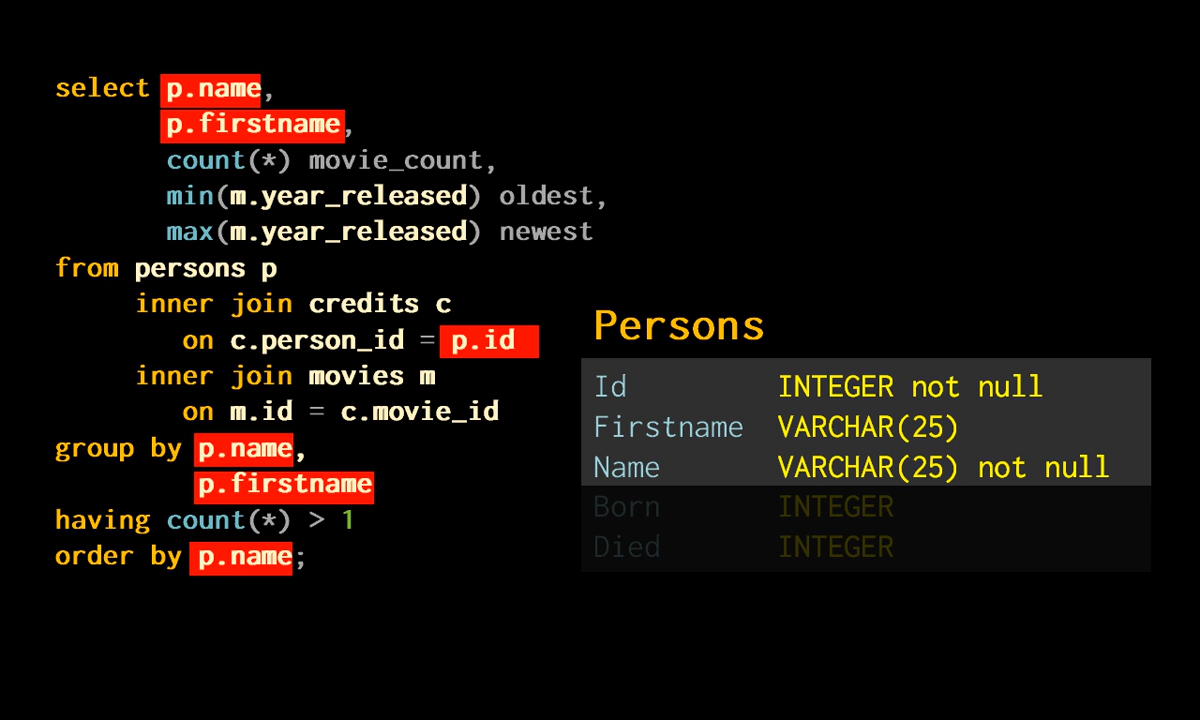 select p.name,
p.firstname,
count(*) movie_count,
min(m.year_released) oldest,
max(m.year_released) newest
from persons p
inner join credits c
on c.person_id = p.id
inner join movies m
on m.id = c.movie_id
group by p.name,
p.firstname
having count(*) > 1
order by p.name;
Persons
Id INTEGER not null
Firstname VARCHAR(25)
Name VARCHAR(25) not null
Born INTEGER
Died INTEGER